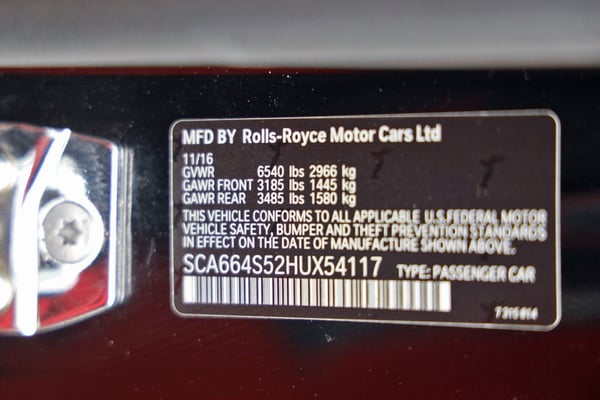 MFD BY Rolls-Royce Motor Cars Ltd
11/16
GVWR 6540 lbs 2966 kg
GAWR FRONT 3185 lbs 1445 kg
GAWR REAR 3485 lbs 1580 kg
THIS VEHICLE CONFORMS TO ALL APPLICABLE U.S.FEDERAL MOTOR
VEHICLE SAFETY, BUMPER AND THEFT PREVENTION STANDARDS
IN EFFECT ON THE DATE OF MANUFACTURE SHOWN ABOVE.
SCA664S52HUX54117 TYPE: PASSENGER CAR